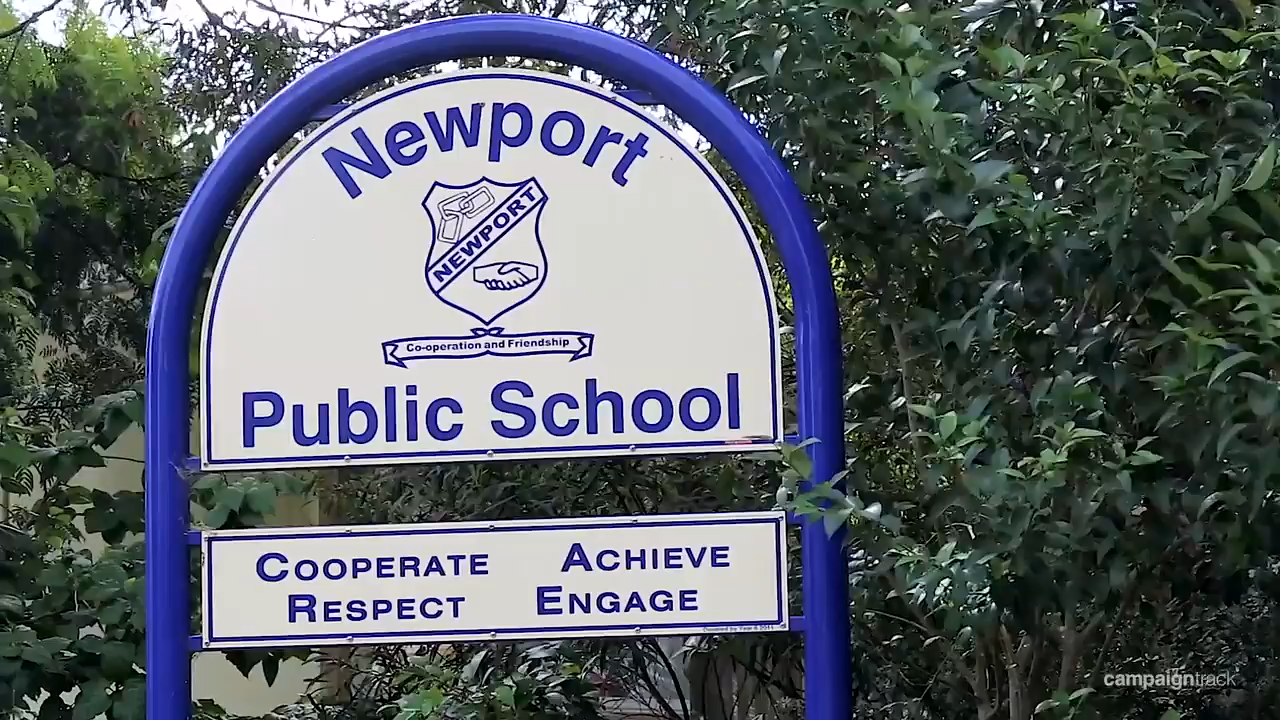 Newport
NEWPORT
Co-operation and Friendship
Public School
COOPERATE ACHIEVE
RESPECT ENGAGE
campaigntrack